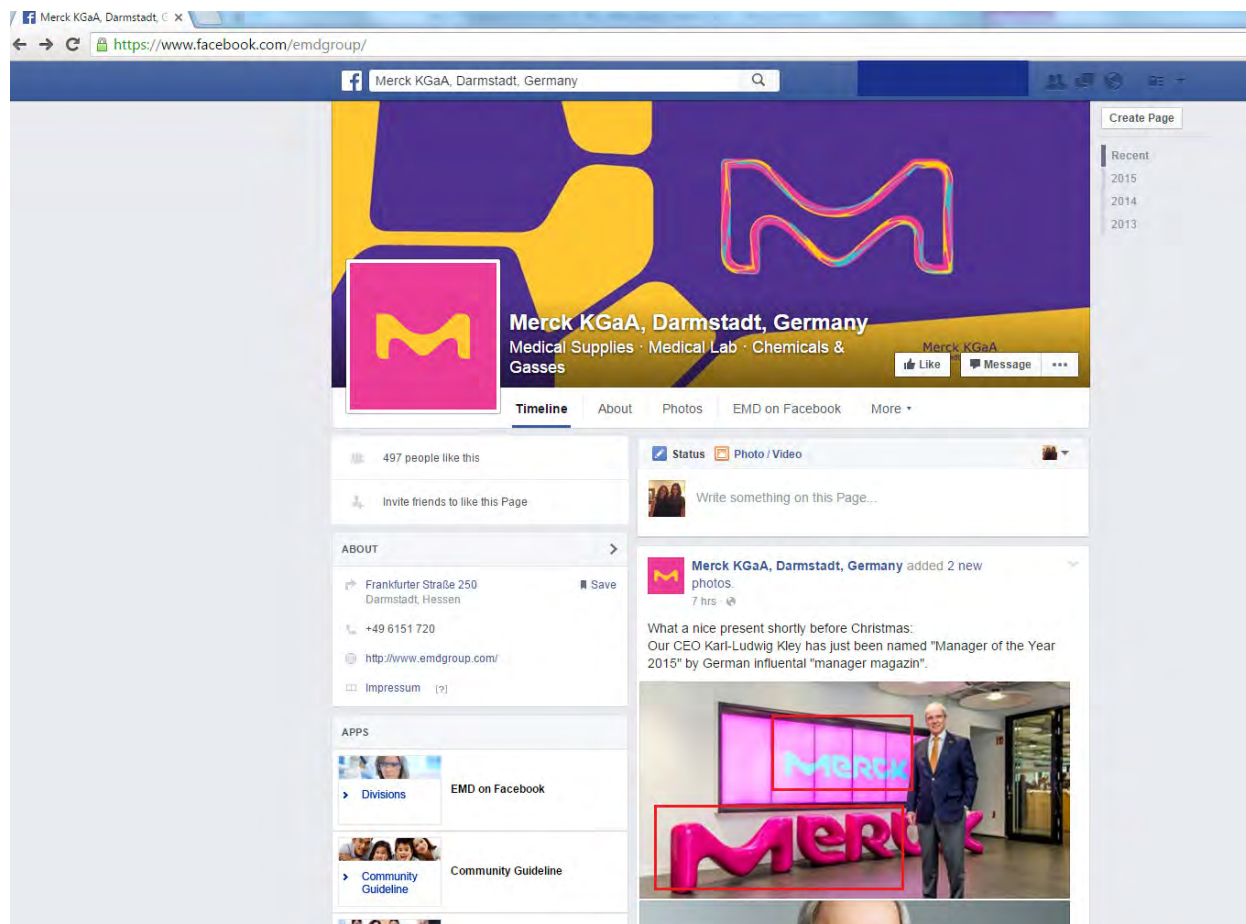 Merck KGaA, Darmstadt, G
https://www.facebook.com/emdgroup/
Merck KGaA, Darmstadt, Germany
Create Page
Recent
2015
2014
2013
Merck KGaA, Darmstadt, Germany
Medical Supplies · Medical Lab · Chemicals &
Gasses
Merck KGaA
Like
Message
Timeline
About
Photos
EMD on Facebook
More
497 people like this
Invite friends to like this Page
ABOUT
Frankfurter Straße 250
Save
Darmstadt, Hessen
+49 6151 720
http://www.emdgroup.com/
Impressum [?]
APPS
Divisions
EMD on Facebook
Community
Guideline
Community Guideline
Status
Photo / Video
Write something on this Page...
Merck KGaA, Darmstadt, Germany added 2 new
photos.
7 hrs ·
What a nice present shortly before Christmas:
Our CEO Karl-Ludwig Kley has just been named "Manager of the Year
2015" by German influental "manager magazin".
MERCK
MERCK